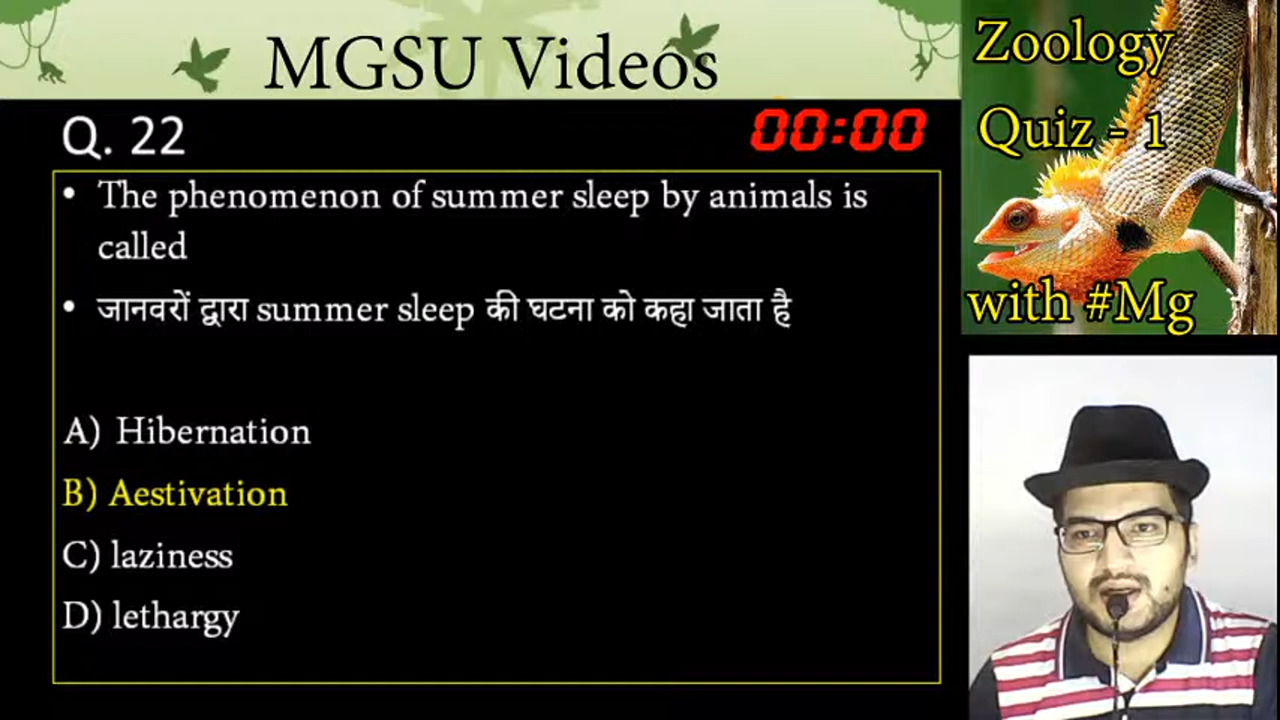 MGSU Videos
Zoology
Quiz - 1
with #Mg
Q. 22
00:00
• The phenomenon of summer sleep by animals is
called
• जानवरों द्वारा summer sleep की घटना को कहा जाता है
A) Hibernation
B) Aestivation
C) laziness
D) lethargy